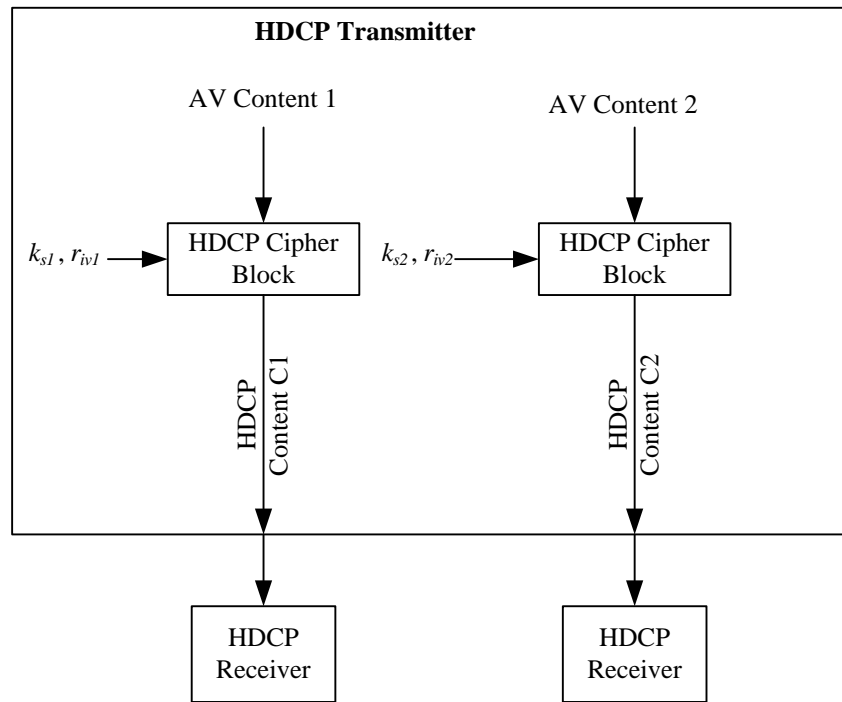 HDCP Transmitter
AV Content 1
AV Content 2
ks1 , riv1
HDCP Cipher
Block
ks2 , riv2
HDCP Cipher
Block
HDCP
Content C1
HDCP
Content C2
HDCP
Receiver
HDCP
Receiver